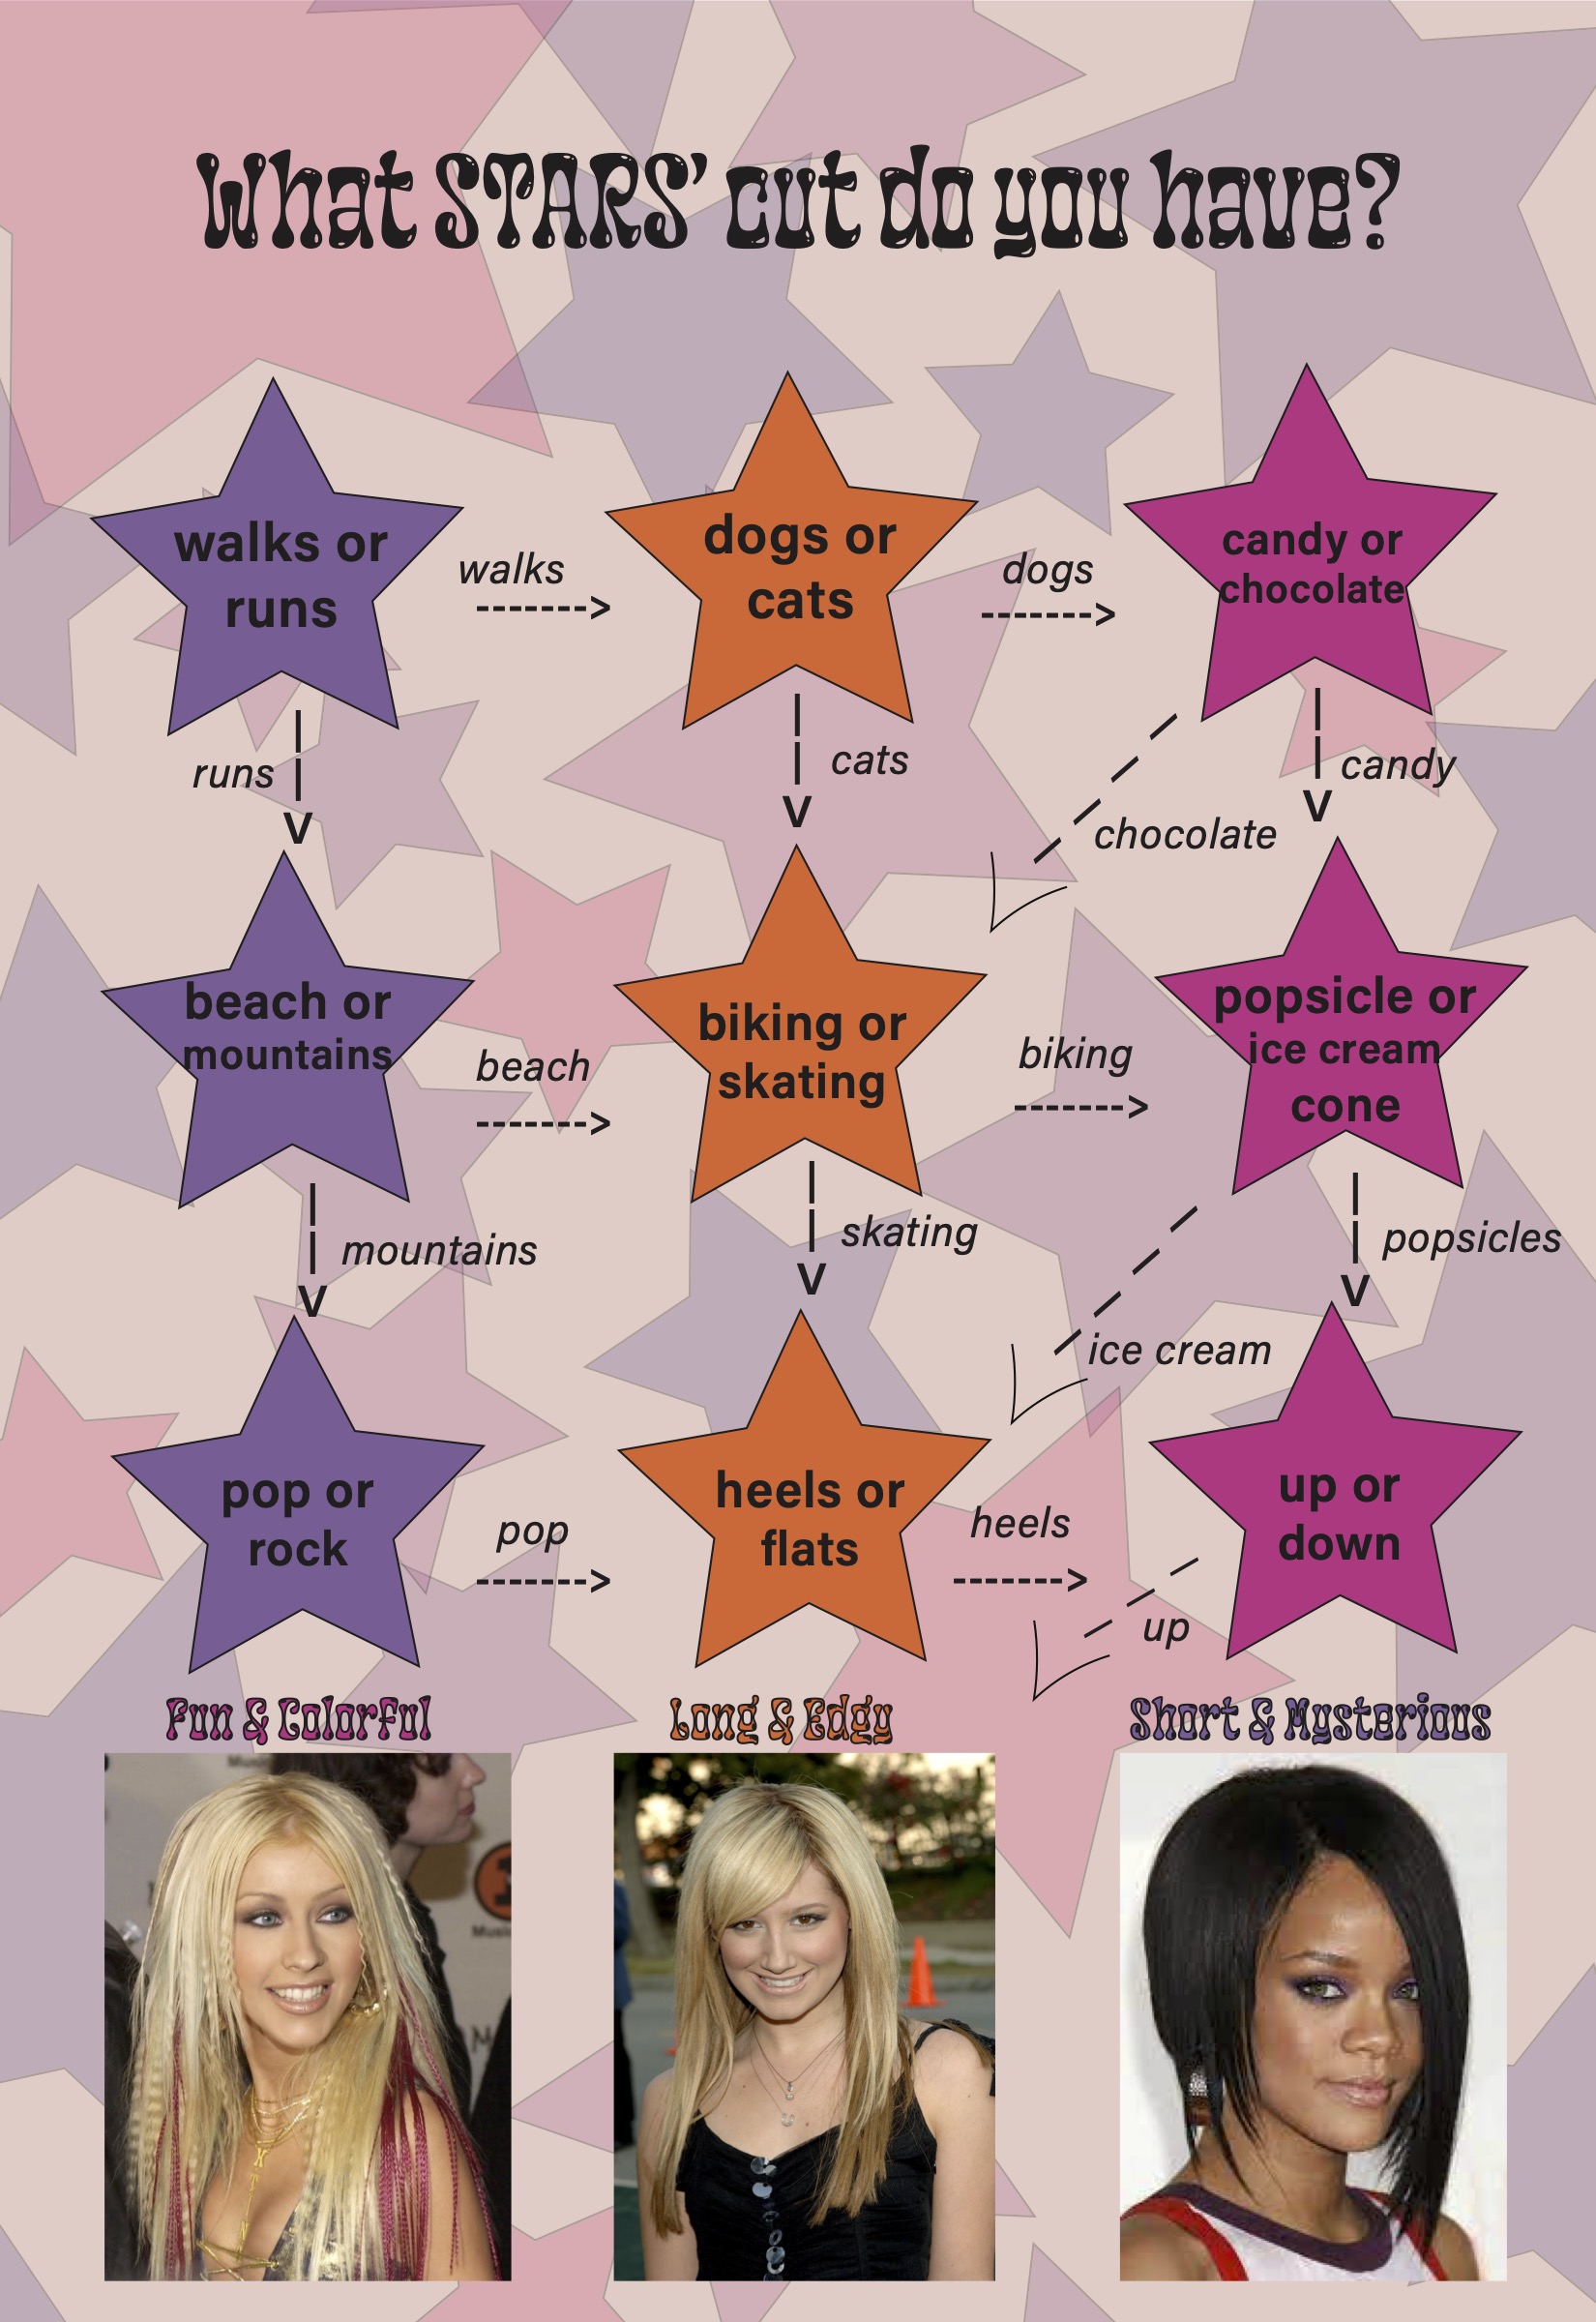 What STARS' cut do you have?
walks or
runs
walks
dogs or
cats
dogs
candy or
chocolate
runs
cats
chocolate
candy
beach or
mountains
beach
biking or
skating
biking
popsicle or
ice cream
cone
mountains
skating
ice cream
popsicles
pop or
rock
pop
heels or
flats
heels
up or
down
up
Fun & Colorful
Long & Edgy
Short & Mysterious